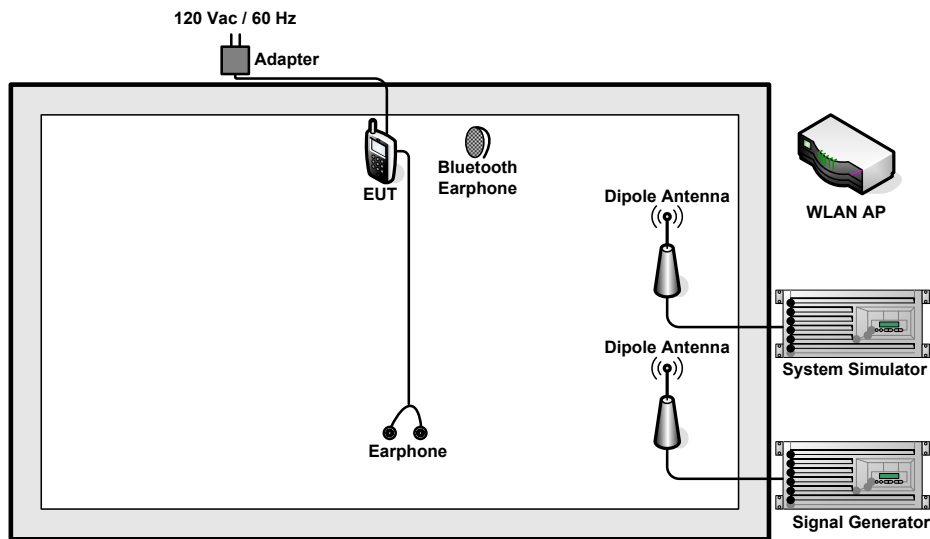 120 Vac / 60 Hz
Adapter
EUT
Bluetooth
Earphone
Dipole Antenna
WLAN AP
System Simulator
Dipole Antenna
Earphone
Signal Generator